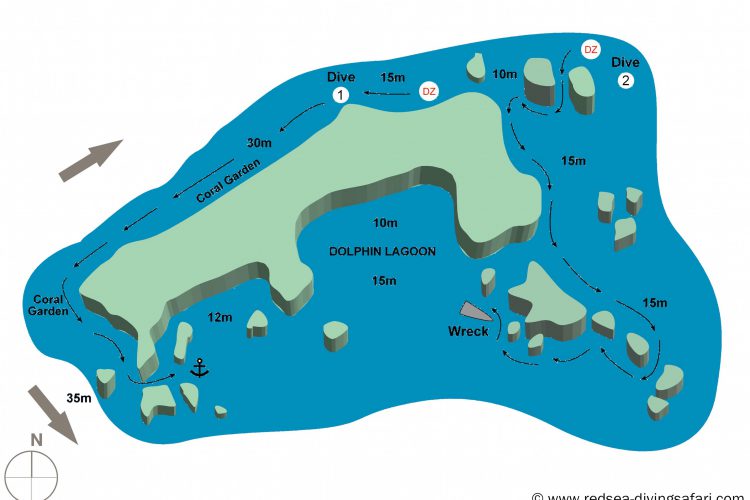 Dive
1
15m
DZ
10m
DZ
Dive
2
30m
Coral Garden
15m
10m
DOLPHIN LAGOON
15m
Coral
Garden
12m
15m
Wreck
35m
N
© www.redsea-divingsafari.com